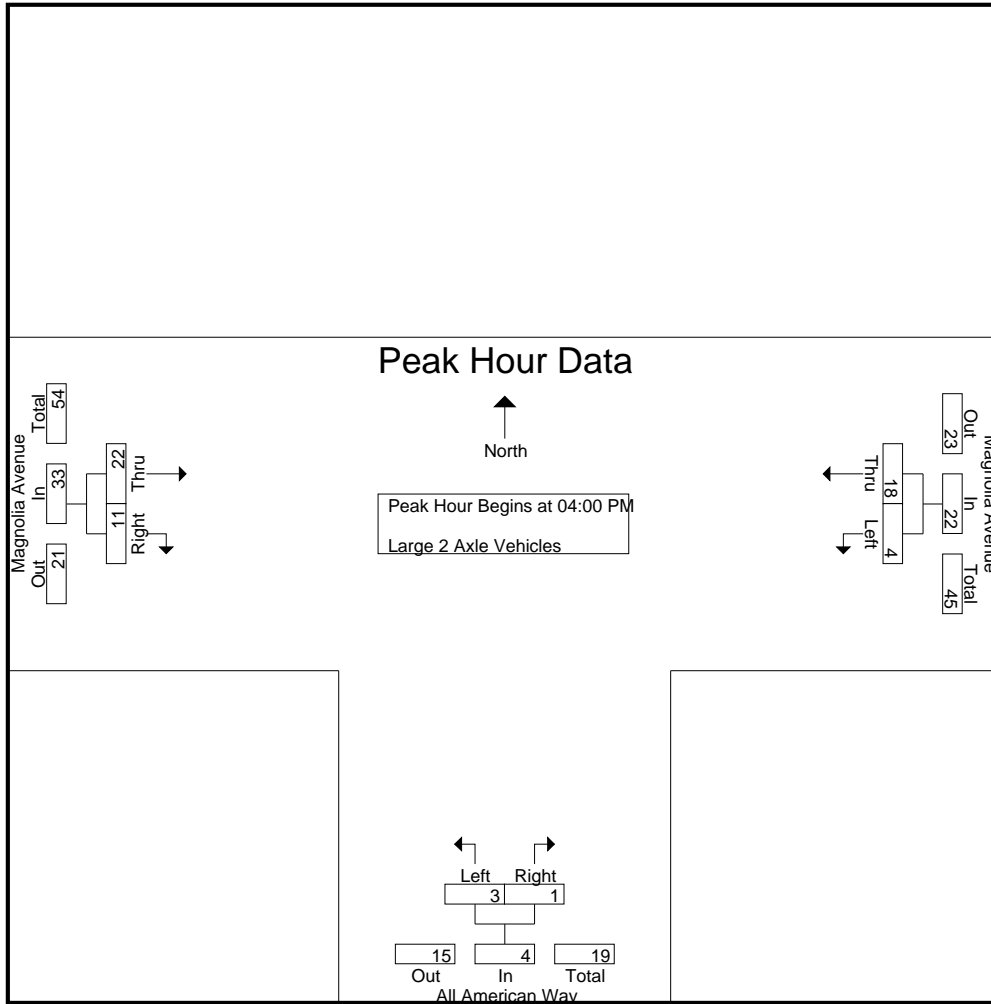 Peak Hour Data
North
Peak Hour Begins at 04:00 PM
Large 2 Axle Vehicles
Magnolia Avenue
Total
54
In
33
Out
21
22
Thru
11
Right
Magnolia Avenue
Out
23
In
22
Total
45
Thru
18
Left
4
Left Right
3 1
15 4 19
Out In Total
All American Way